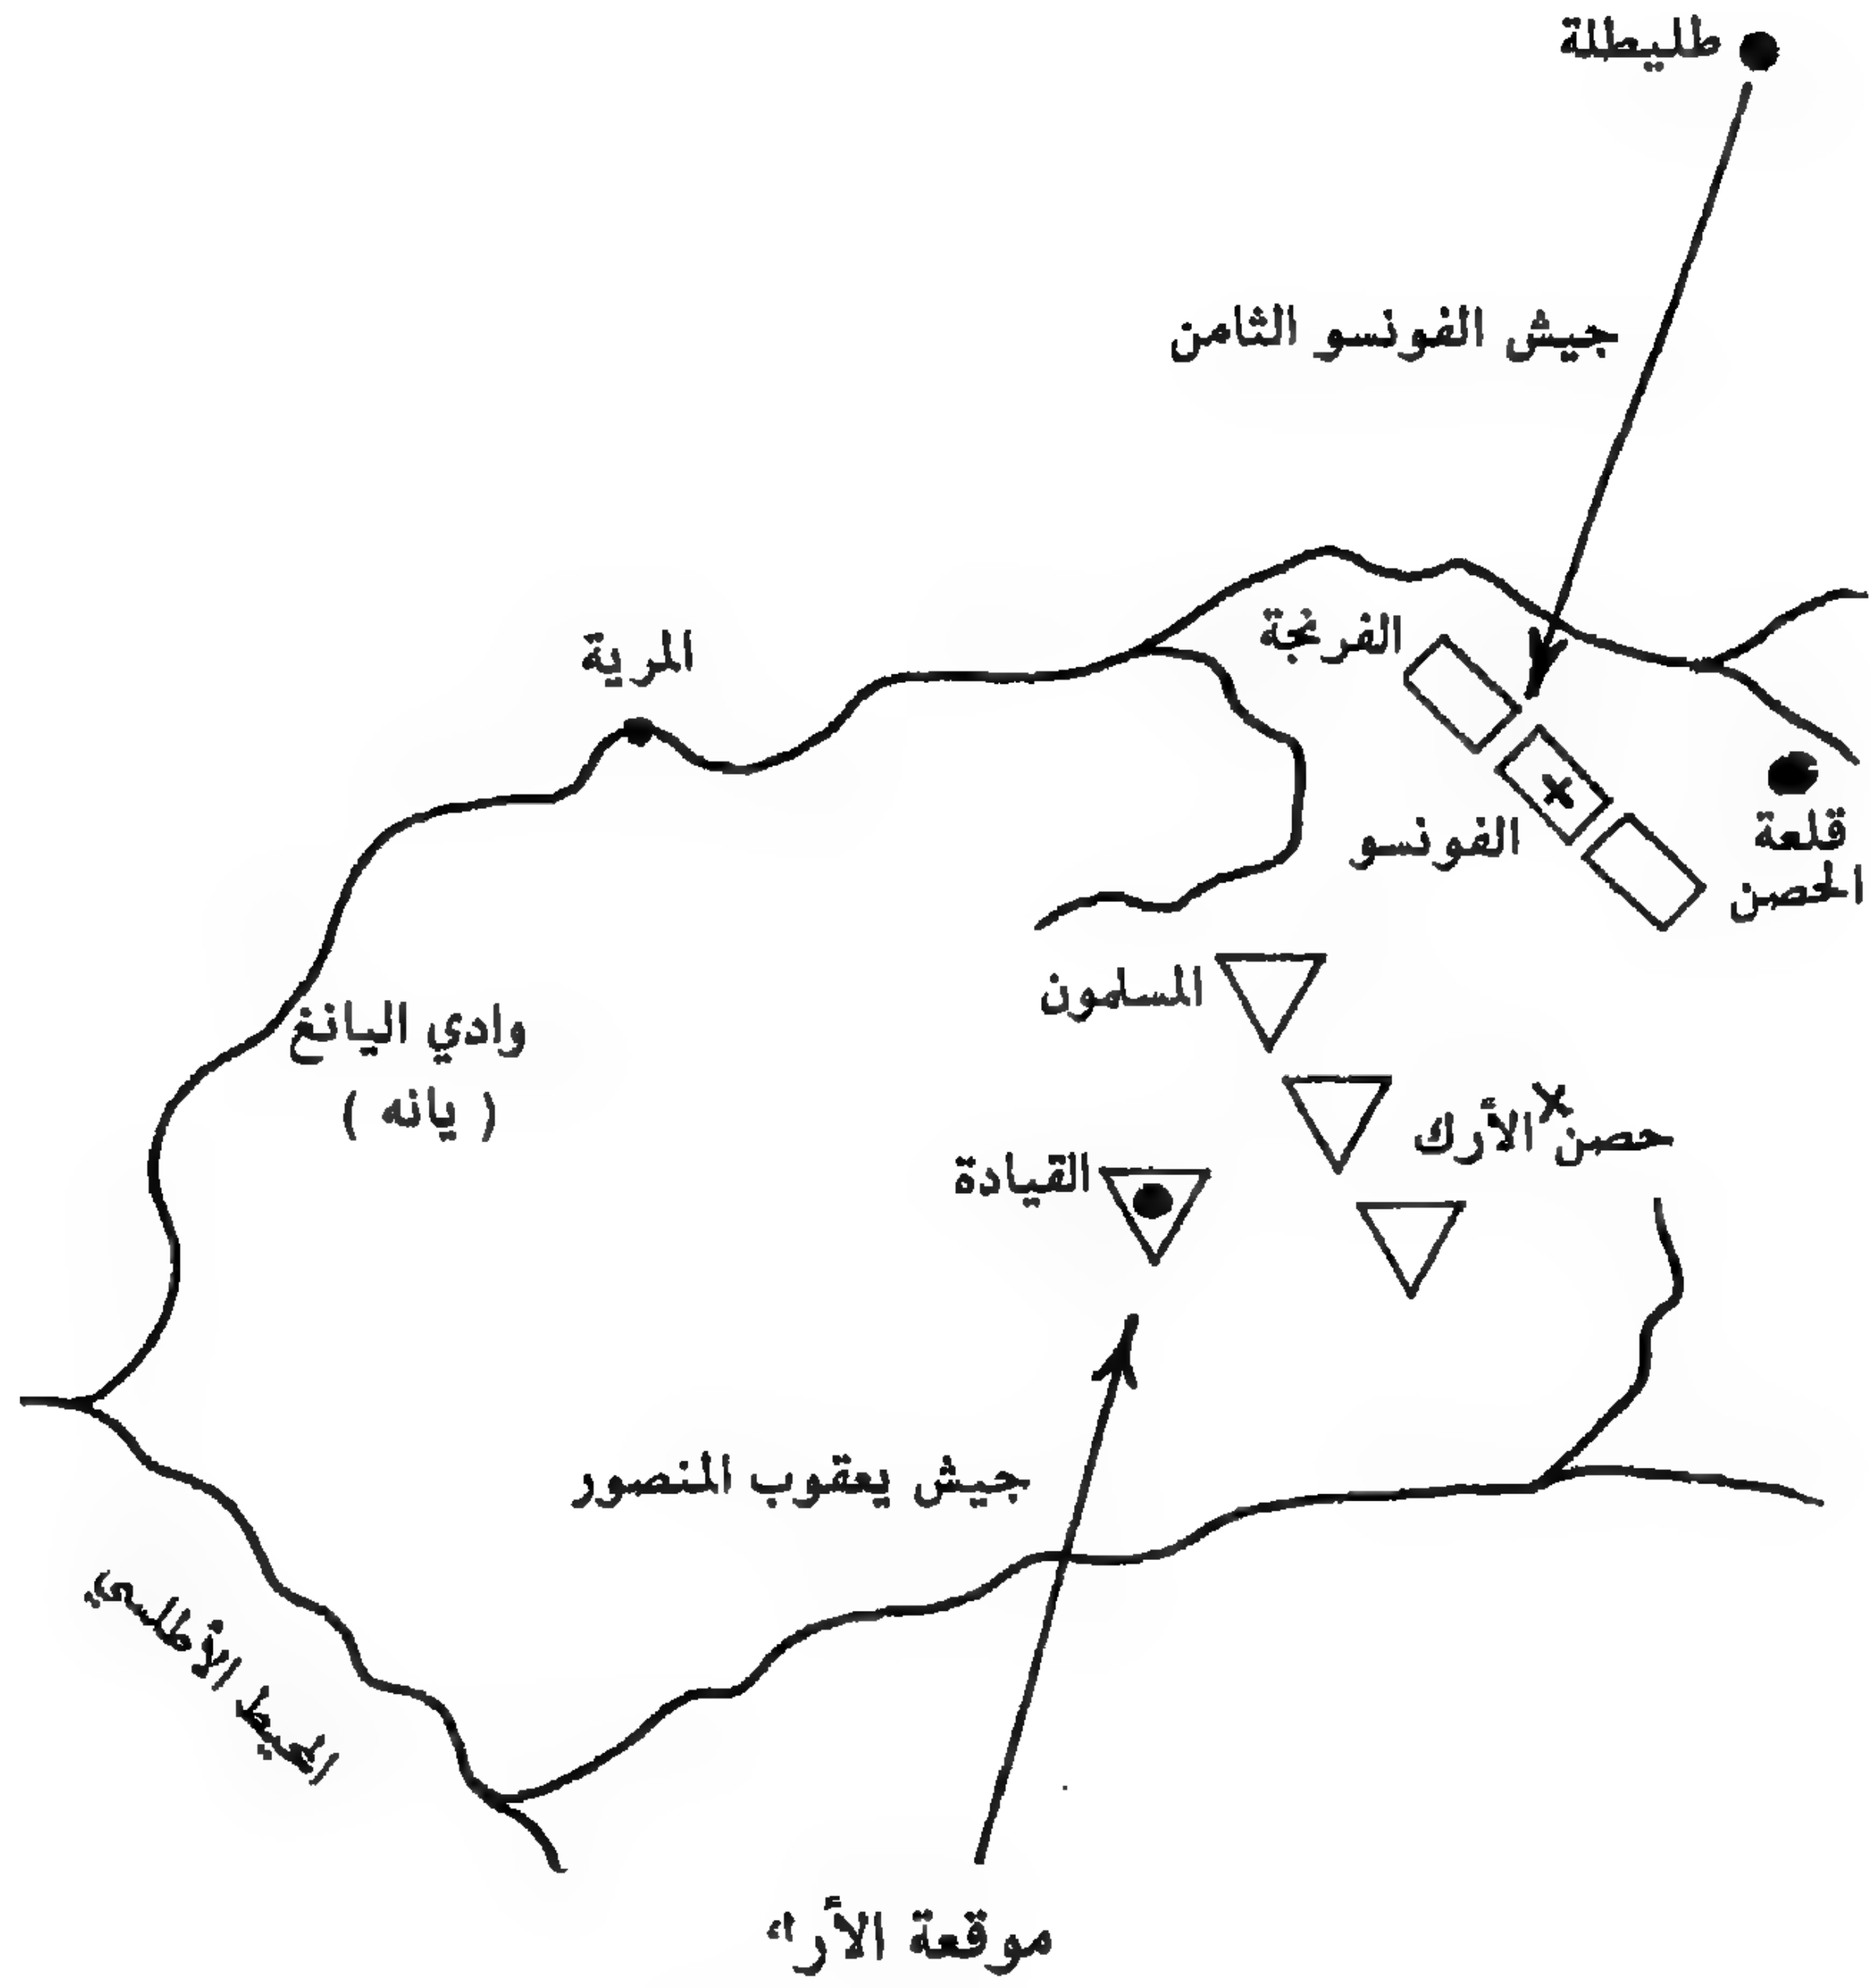 طليطلة
جيش الفونسو الثامن
الفرنجة
المرية
الفونسو
قلعة
الحصن
المسلمون
وادي اليانغ
( يانه )
حصن الأرك
القيادة
جيش يعقوب المنصور
المحيط الأطلسي
موقعة الأرك